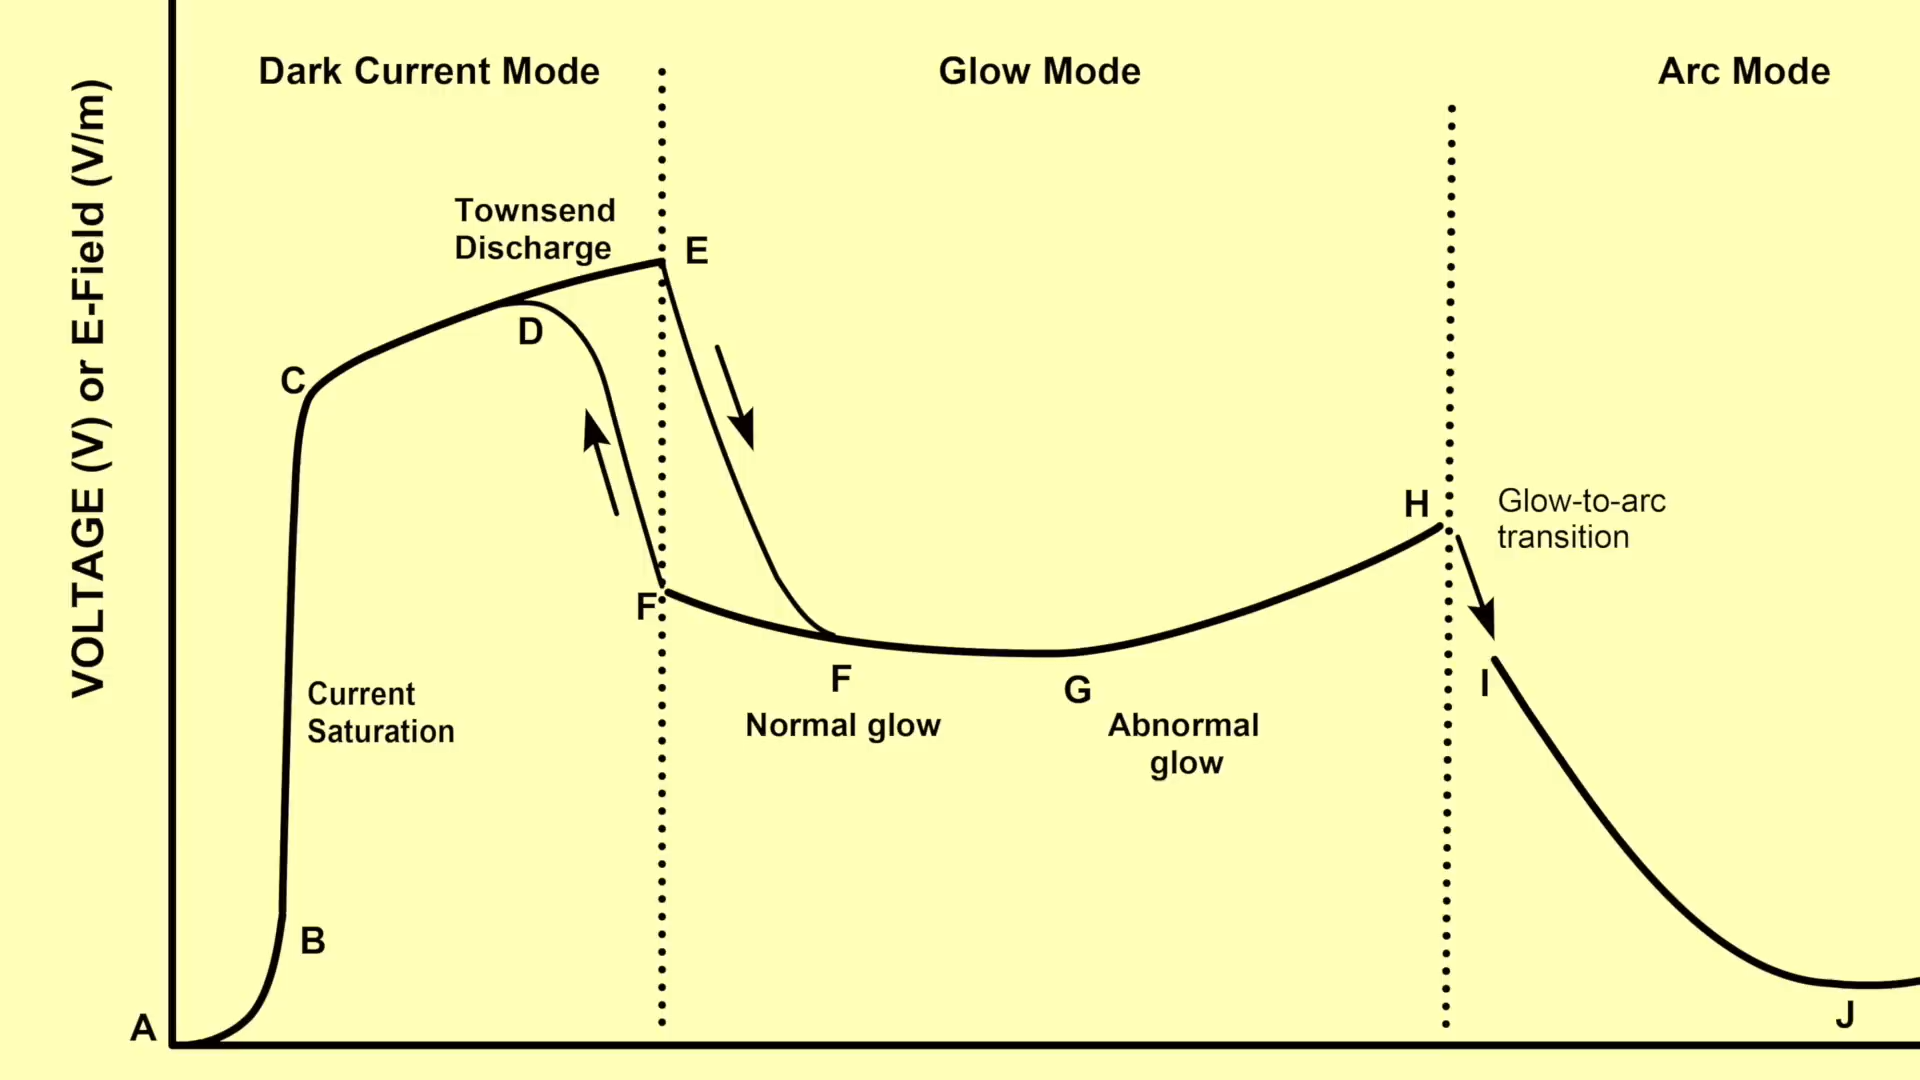 Dark Current Mode
Glow Mode
Arc Mode
VOLTAGE (V) or E-Field (V/m)
Townsend
Discharge
E
D
C
H
Glow-to-arc
transition
F
F
G
I
Normal glow
Abnormal
glow
Current
Saturation
B
A
J